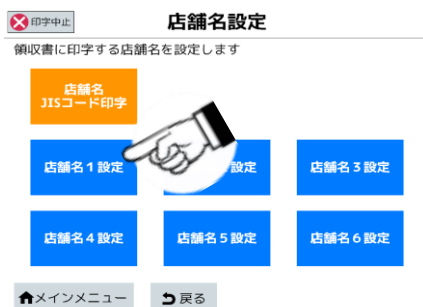 印字中止
店舗名設定
領収書に印字する店舗名を設定します
店舗名
JISコード印字
店舗名１設定
設定
店舗名３設定
店舗名４設定
店舗名５設定
店舗名６設定
メインメニュー
戻る